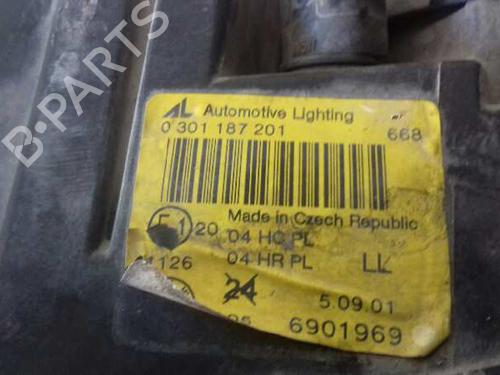 B-PARTS
AL Automotive Lighting
0 301 187 201 668
Made in Czech Republic
E1 20 04 HC PL
1126 04 HR PL LL
24 5.09.01
6901969